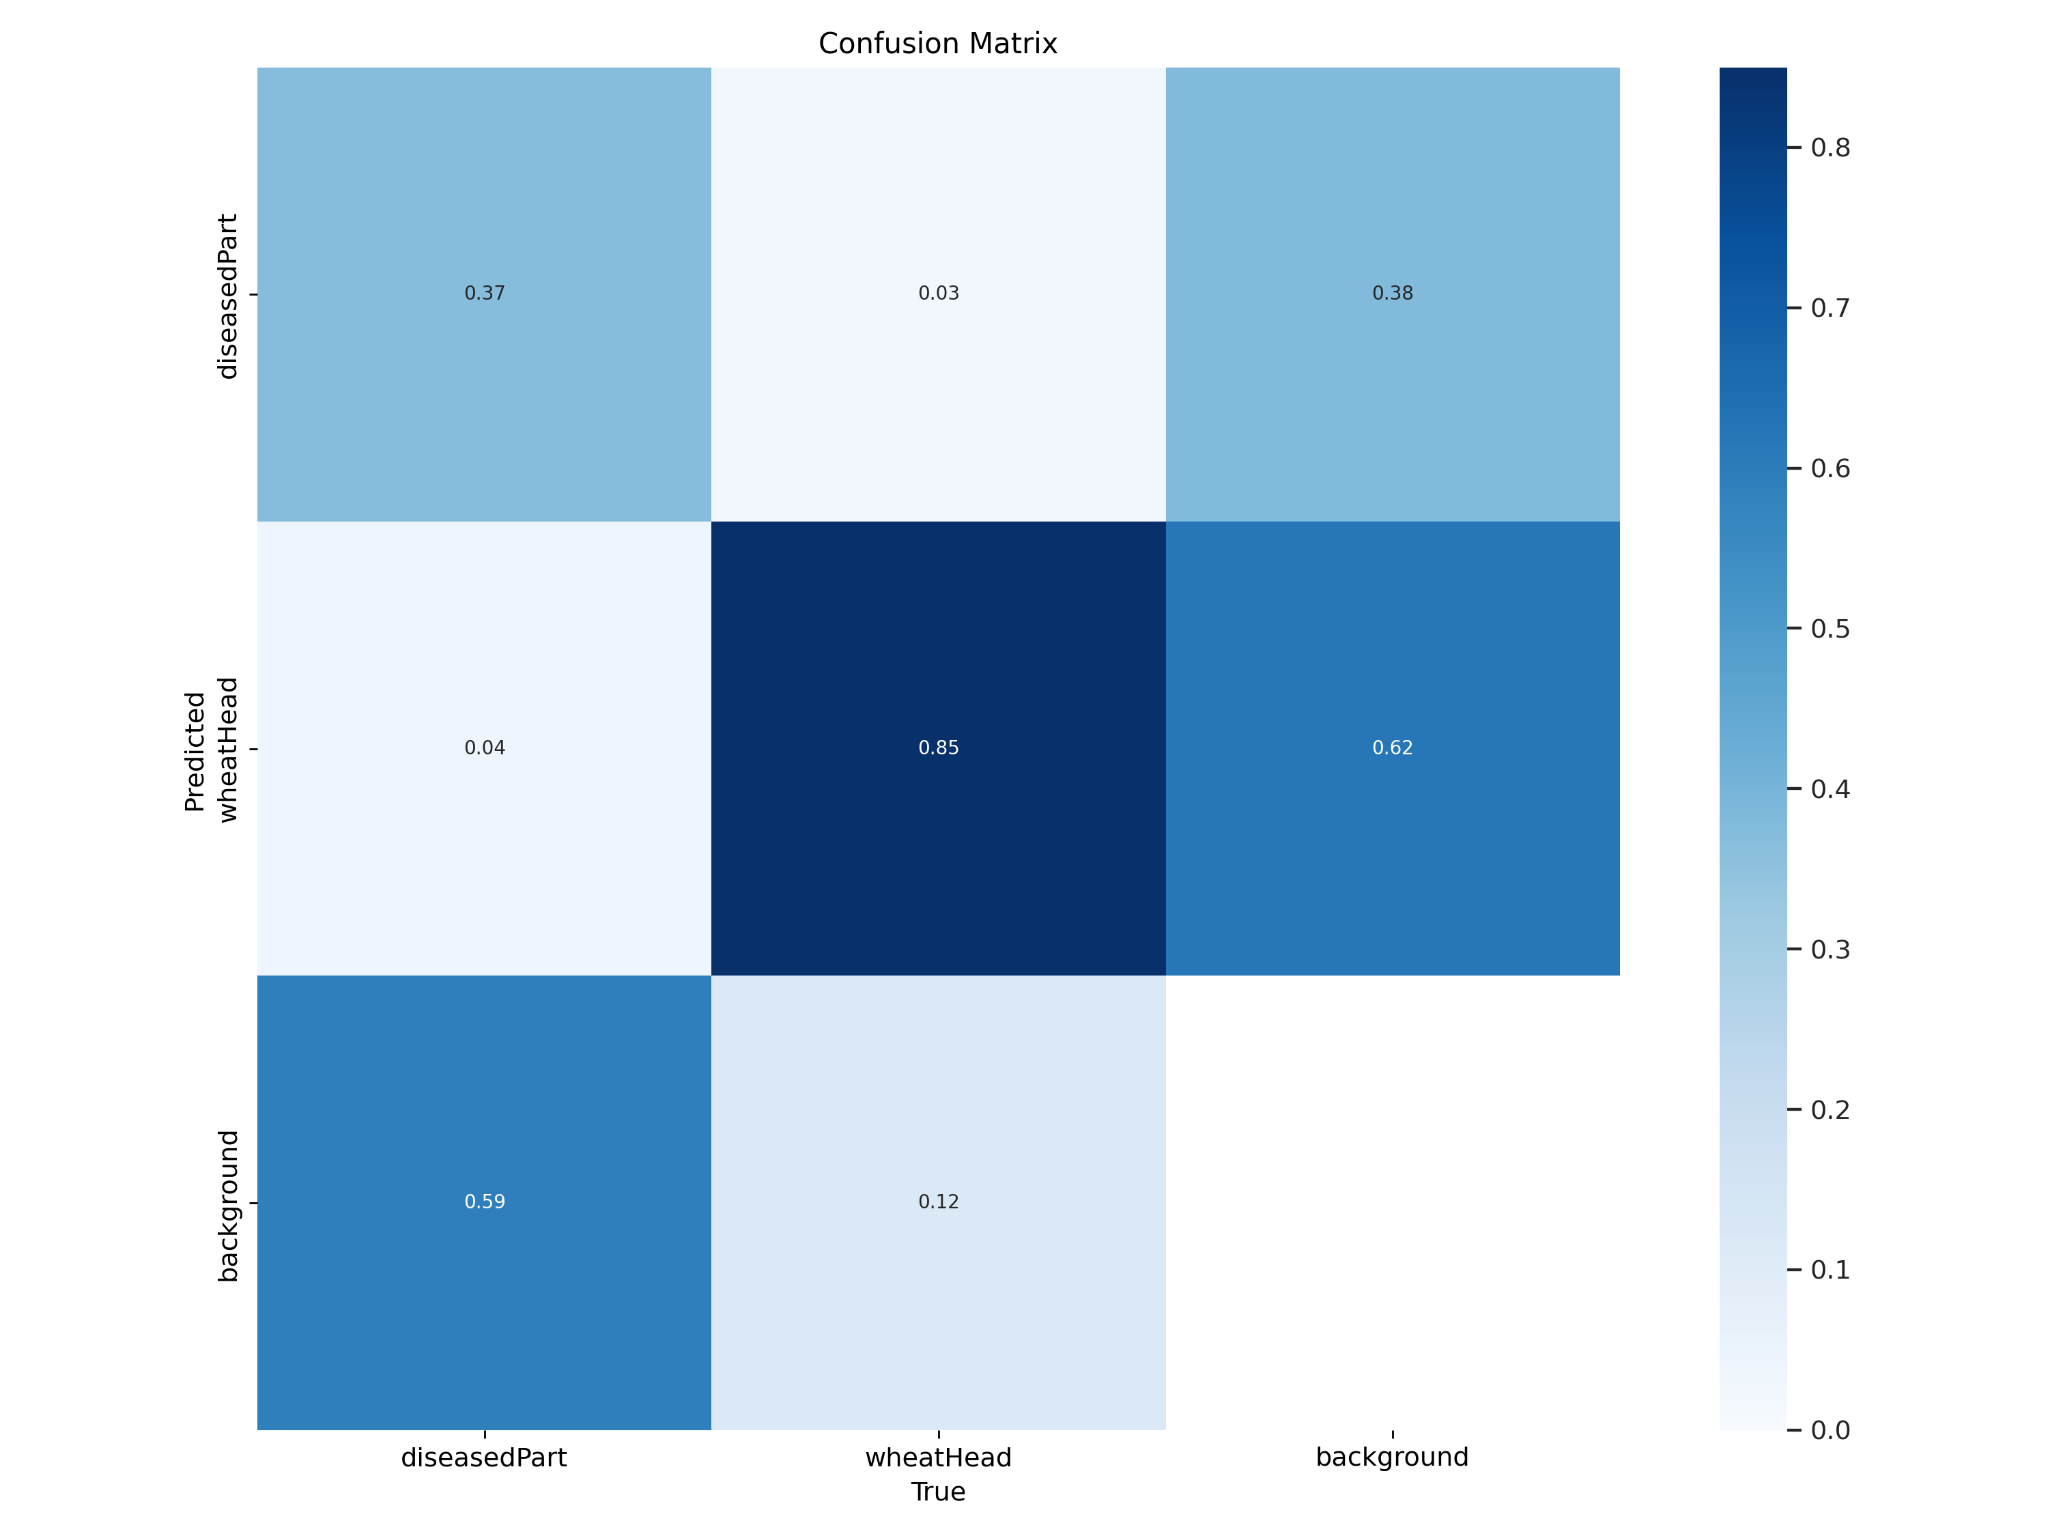 Confusion Matrix
diseasedPart
0.37
0.03
0.38
Predicted
wheatHead
0.04
0.85
0.62
background
0.59
0.12
diseasedPart
wheatHead
background
True
0.8
0.7
0.6
0.5
0.4
0.3
0.2
0.1
0.0